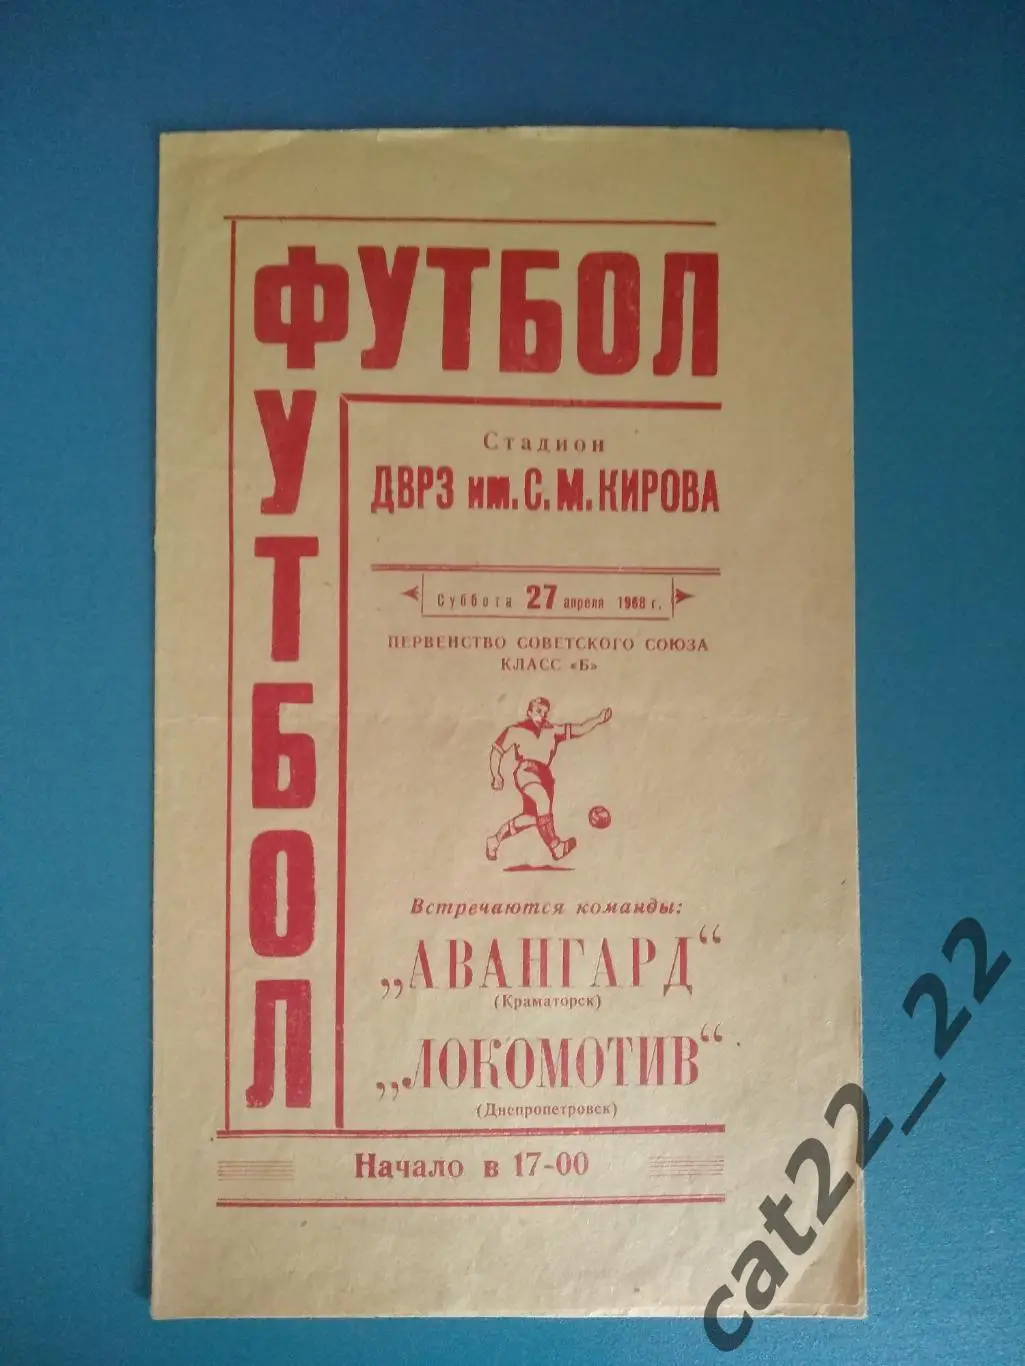 ФУТБОЛ
ФУТБОЛ
Стадион
ДВРЗ им. С. М. КИРОВА
Суббота 27 апреля 1968 г.
ПЕРВЕНСТВО СОВЕТСКОГО СОЮЗА
КЛАСС «Б»
Встречаются команды:
„АВАНГАРД“
(Краматорск)
„ЛОКОМОТИВ“
(Днепропетровск)
Начало в 17-00
cat22_22